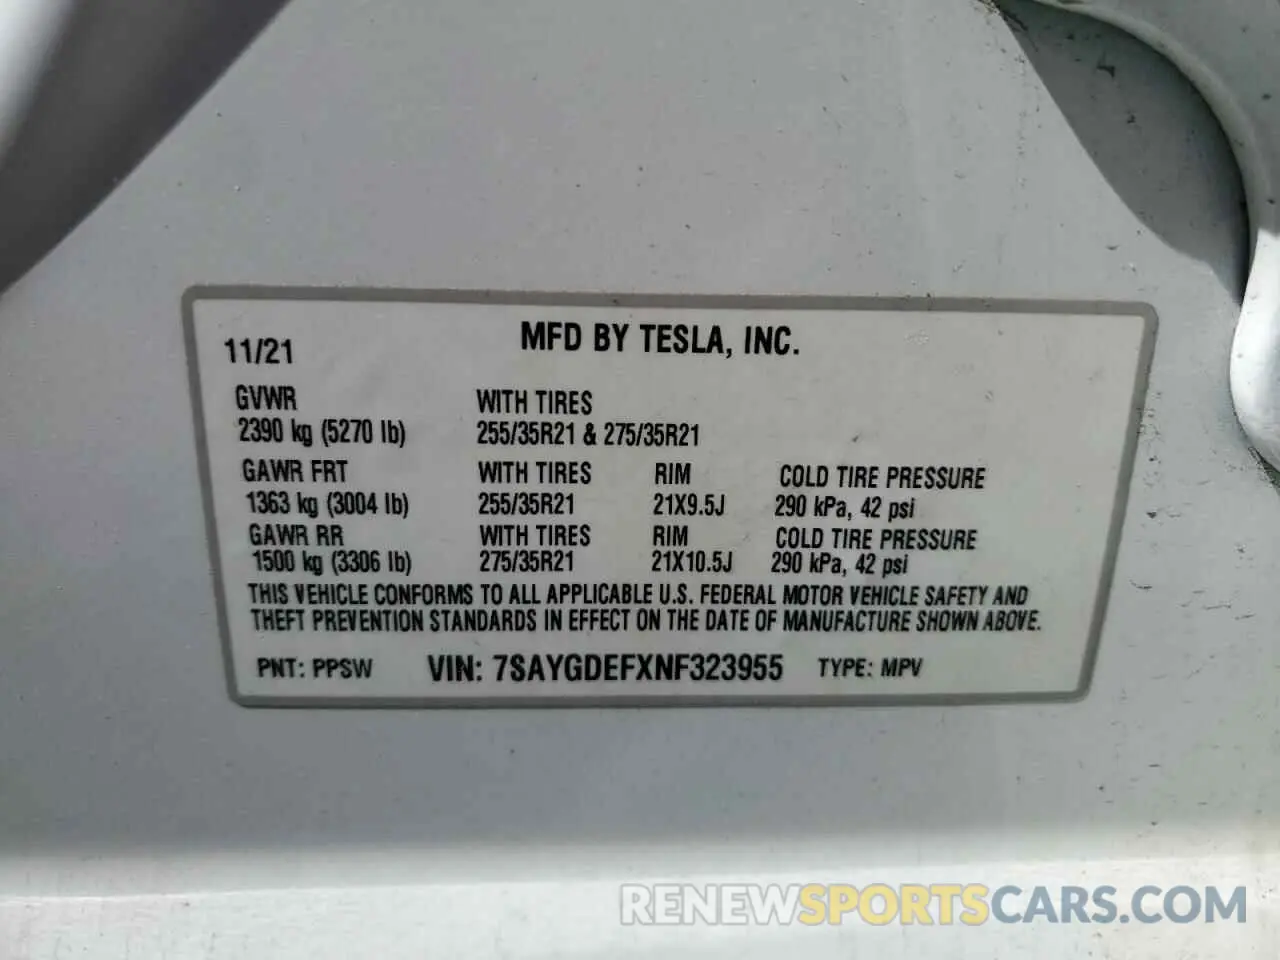 MFD BY TESLA, INC.
11/21
GVWR WITH TIRES
2390 kg (5270 lb) 255/35R21 & 275/35R21
GAWR FRT WITH TIRES RIM COLD TIRE PRESSURE
1363 kg (3004 lb) 255/35R21 21X9.5J 290 kPa, 42 psi
GAWR RR WITH TIRES RIM COLD TIRE PRESSURE
1500 kg (3306 lb) 275/35R21 21X10.5J 290 kPa, 42 psi
THIS VEHICLE CONFORMS TO ALL APPLICABLE U.S. FEDERAL MOTOR VEHICLE SAFETY AND
THEFT PREVENTION STANDARDS IN EFFECT ON THE DATE OF MANUFACTURE SHOWN ABOVE.
PNT: PPSW VIN: 7SAYGDEFXNF323955 TYPE: MPV
RENEWSPORTSCARS.COM